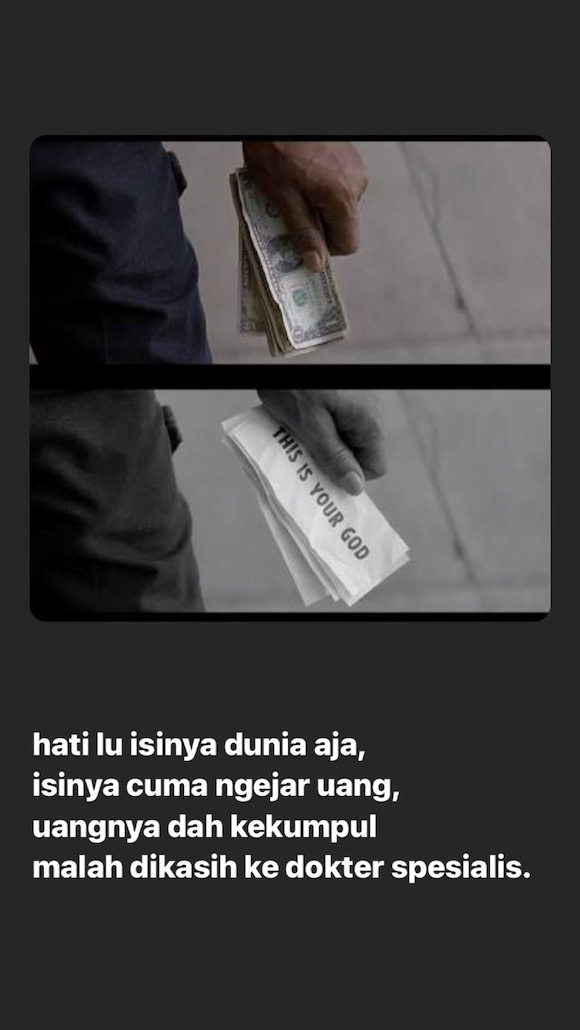 THIS IS YOUR GOD
hati lu isinya dunia aja,
isinya cuma ngejar uang,
uangnya dah kekumpul
malah dikasih ke dokter spesialis.